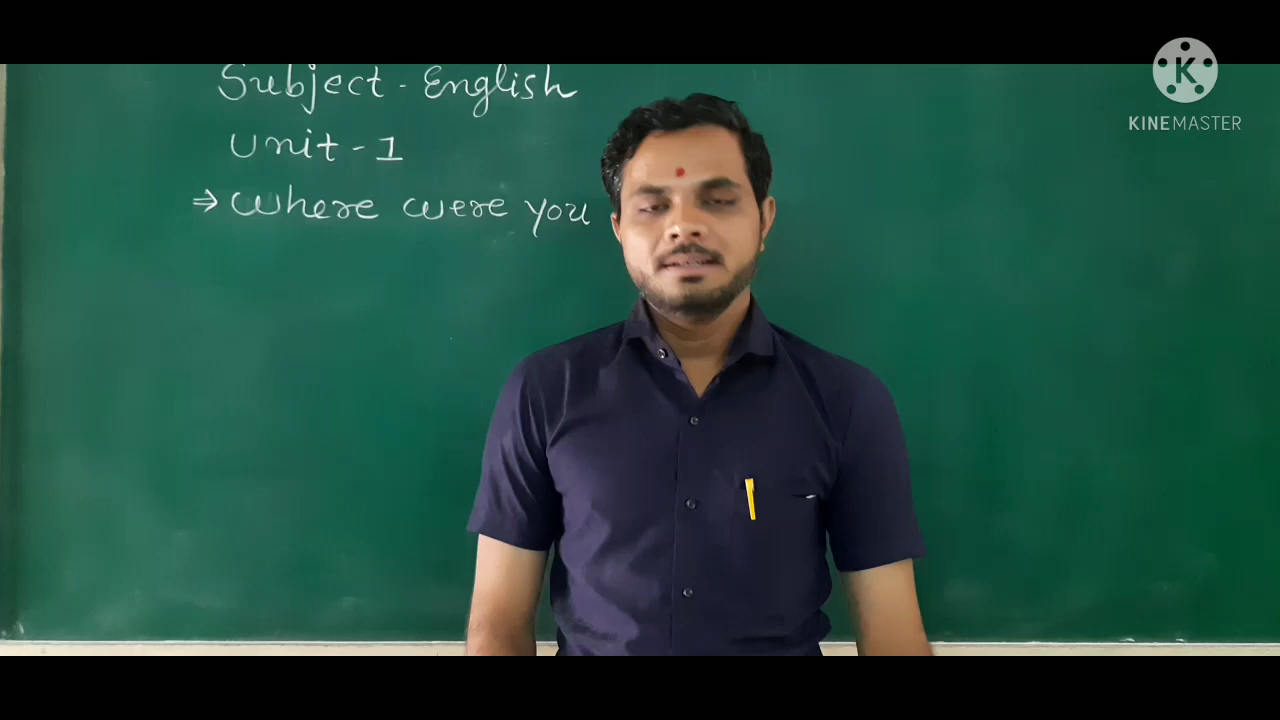 Subject - English
Unit - 1
⇒ Where were you
K
KINEMASTER